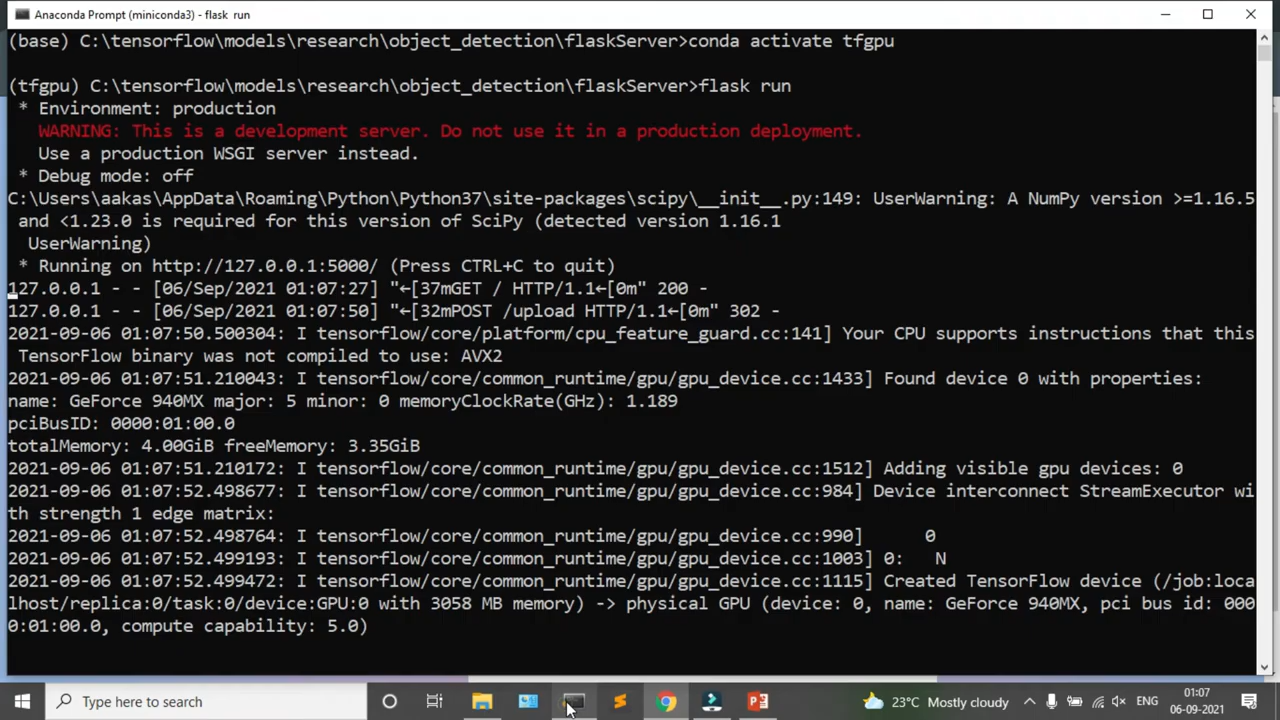 Anaconda Prompt (miniconda3) - flask run
(base) C:\tensorflow\models\research\object_detection\flaskServer>conda activate tfgpu
(tfgpu) C:\tensorflow\models\research\object_detection\flaskServer>flask run
* Environment: production
WARNING: This is a development server. Do not use it in a production deployment.
Use a production WSGI server instead.
* Debug mode: off
C:\Users\aakas\AppData\Roaming\Python\Python37\site-packages\scipy\__init__.py:149: UserWarning: A NumPy version >=1.16.5
and <1.23.0 is required for this version of SciPy (detected version 1.16.1
UserWarning)
* Running on http://127.0.0.1:5000/ (Press CTRL+C to quit)
127.0.0.1 - - [06/Sep/2021 01:07:27] "←[37mGET / HTTP/1.1←[0m" 200 -
127.0.0.1 - - [06/Sep/2021 01:07:50] "←[32mPOST /upload HTTP/1.1←[0m" 302 -
2021-09-06 01:07:50.500304: I tensorflow/core/platform/cpu_feature_guard.cc:141] Your CPU supports instructions that this
TensorFlow binary was not compiled to use: AVX2
2021-09-06 01:07:51.210043: I tensorflow/core/common_runtime/gpu/gpu_device.cc:1433] Found device 0 with properties:
name: GeForce 940MX major: 5 minor: 0 memoryClockRate(GHz): 1.189
pciBusID: 0000:01:00.0
totalMemory: 4.00GiB freeMemory: 3.35GiB
2021-09-06 01:07:51.210172: I tensorflow/core/common_runtime/gpu/gpu_device.cc:1512] Adding visible gpu devices: 0
2021-09-06 01:07:52.498677: I tensorflow/core/common_runtime/gpu/gpu_device.cc:984] Device interconnect StreamExecutor wi
th strength 1 edge matrix:
2021-09-06 01:07:52.498764: I tensorflow/core/common_runtime/gpu/gpu_device.cc:990] 0
2021-09-06 01:07:52.499193: I tensorflow/core/common_runtime/gpu/gpu_device.cc:1003] 0: N
2021-09-06 01:07:52.499472: I tensorflow/core/common_runtime/gpu/gpu_device.cc:1115] Created TensorFlow device (/job:loca
lhost/replica:0/task:0/device:GPU:0 with 3058 MB memory) -> physical GPU (device: 0, name: GeForce 940MX, pci bus id: 000
0:01:00.0, compute capability: 5.0)
Type here to search
23°C Mostly cloudy
ENG
01:07
06-09-2021